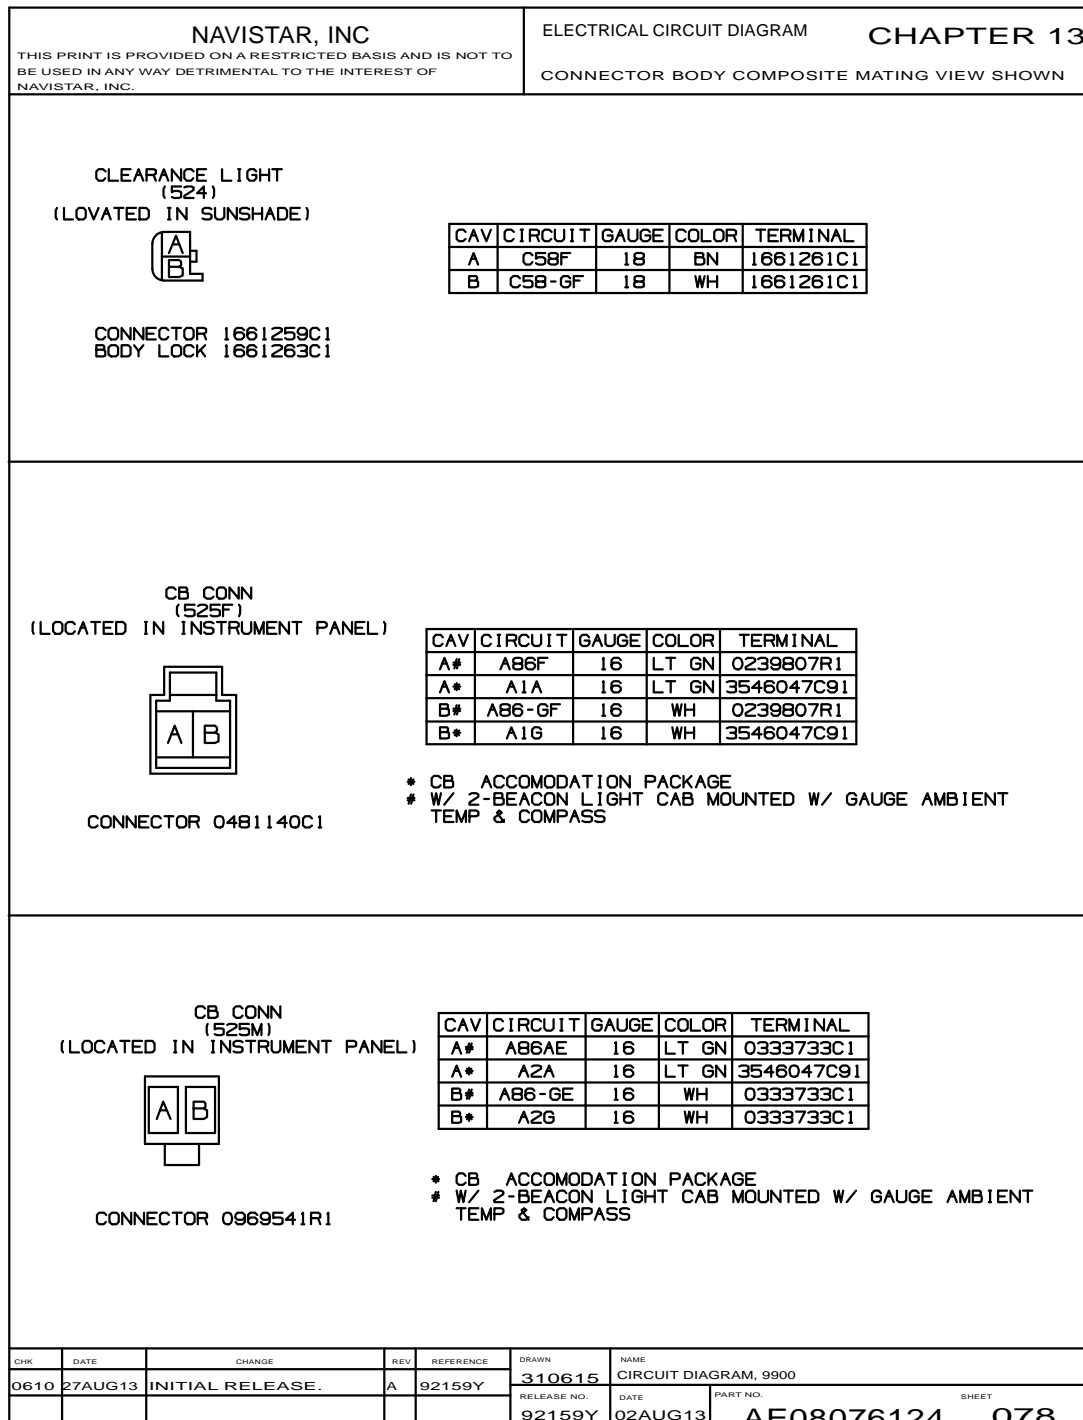 NAVISTAR, INC
THIS PRINT IS PROVIDED ON A RESTRICTED BASIS AND IS NOT TO
BE USED IN ANY WAY DETRIMENTAL TO THE INTEREST OF
NAVISTAR, INC.
ELECTRICAL CIRCUIT DIAGRAM CHAPTER 13
CONNECTOR BODY COMPOSITE MATING VIEW SHOWN
CLEARANCE LIGHT
(524)
(LOVATED IN SUNSHADE)
A
B
CONNECTOR 1661259C1
BODY LOCK 1661263C1
CAV CIRCUIT GAUGE COLOR TERMINAL
A C58F 18 BN 1661261C1
B C58-GF 18 WH 1661261C1
CB CONN
(525F)
(LOCATED IN INSTRUMENT PANEL)
A B
CONNECTOR 0481140C1
CAV CIRCUIT GAUGE COLOR TERMINAL
A# A86F 16 LT GN 0239807R1
A* A1A 16 LT GN 3546047C91
B# A86-GF 16 WH 0239807R1
B* A1G 16 WH 3546047C91
* CB ACCOMODATION PACKAGE
# W/ 2-BEACON LIGHT CAB MOUNTED W/ GAUGE AMBIENT
TEMP & COMPASS
CB CONN
(525M)
(LOCATED IN INSTRUMENT PANEL)
A B
CONNECTOR 0969541R1
CAV CIRCUIT GAUGE COLOR TERMINAL
A# A86AE 16 LT GN 0333733C1
A* A2A 16 LT GN 3546047C91
B# A86-GE 16 WH 0333733C1
B* A2G 16 WH 0333733C1
* CB ACCOMODATION PACKAGE
# W/ 2-BEACON LIGHT CAB MOUNTED W/ GAUGE AMBIENT
TEMP & COMPASS
CHK DATE CHANGE REV REFERENCE
0610 27AUG13 INITIAL RELEASE. A 92159Y
DRAWN NAME
310615 CIRCUIT DIAGRAM, 9900
RELEASE NO. DATE PART NO. SHEET
92159Y 02AUG13 AE08076124 078